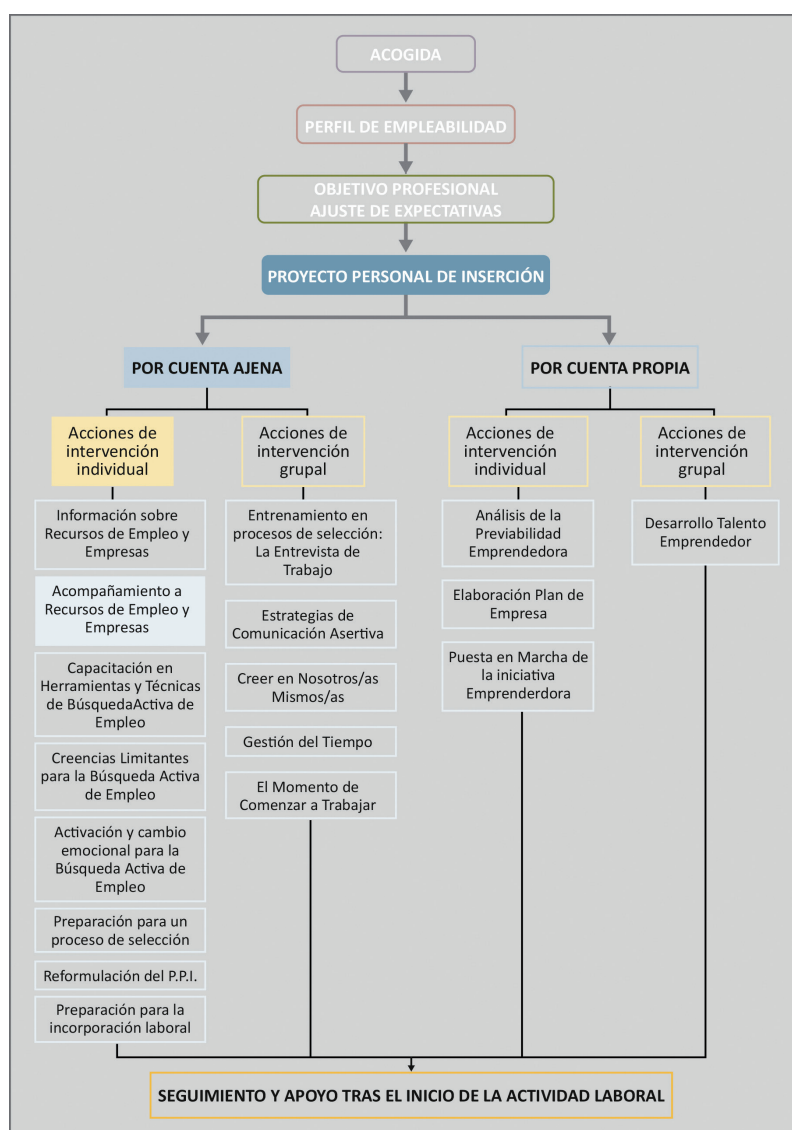 ACOGIDA
PERFIL DE EMPLEABILIDAD
OBJETIVO PROFESIONAL
AJUSTE DE EXPECTATIVAS
PROYECTO PERSONAL DE INSERCIÓN
POR CUENTA AJENA
POR CUENTA PROPIA
Acciones de
intervención
individual
Acciones de
intervención
grupal
Acciones de
intervención
individual
Acciones de
intervención
grupal
Información sobre
Recursos de Empleo y
Empresas
Acompañamiento a
Recursos de Empleo y
Empresas
Capacitación en
Herramientas y Técnicas
de BúsquedaActiva de
Empleo
Creencias Limitantes
para la Búsqueda Activa
de Empleo
Activación y cambio
emocional para la
Búsqueda Activa de
Empleo
Preparación para un
proceso de selección
Reformulación del P.P.I.
Preparación para la
incorporación laboral
Entrenamiento en
procesos de selección:
La Entrevista de
Trabajo
Estrategias de
Comunicación Asertiva
Creer en Nosotros/as
Mismos/as
Gestión del Tiempo
El Momento de
Comenzar a Trabajar
Análisis de la
Previabilidad
Emprendedora
Elaboración Plan de
Empresa
Puesta en Marcha de
la iniciativa
Emprenderdora
Desarrollo Talento
Emprendedor
SEGUIMIENTO Y APOYO TRAS EL INICIO DE LA ACTIVIDAD LABORAL